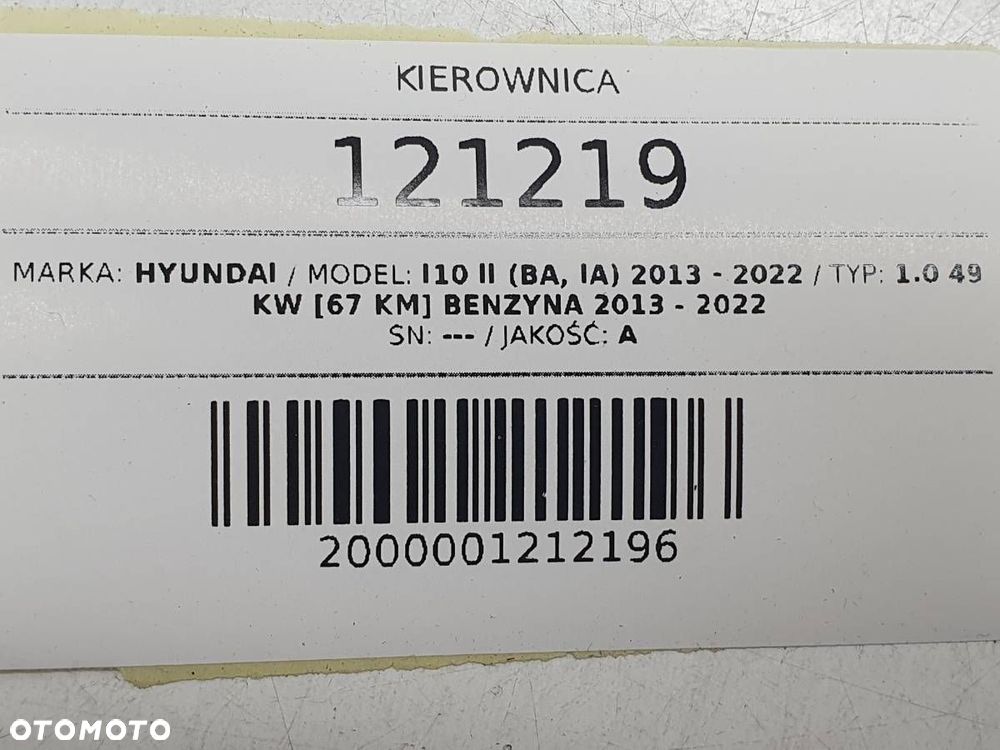 KIEROWNICA
121219
MARKA: HYUNDAI / MODEL: I10 II (BA, IA) 2013 - 2022 / TYP: 1.0 49
KW [67 KM] BENZYNA 2013 - 2022
SN: --- / JAKOŚĆ: A
2000001212196
OTOMOTO